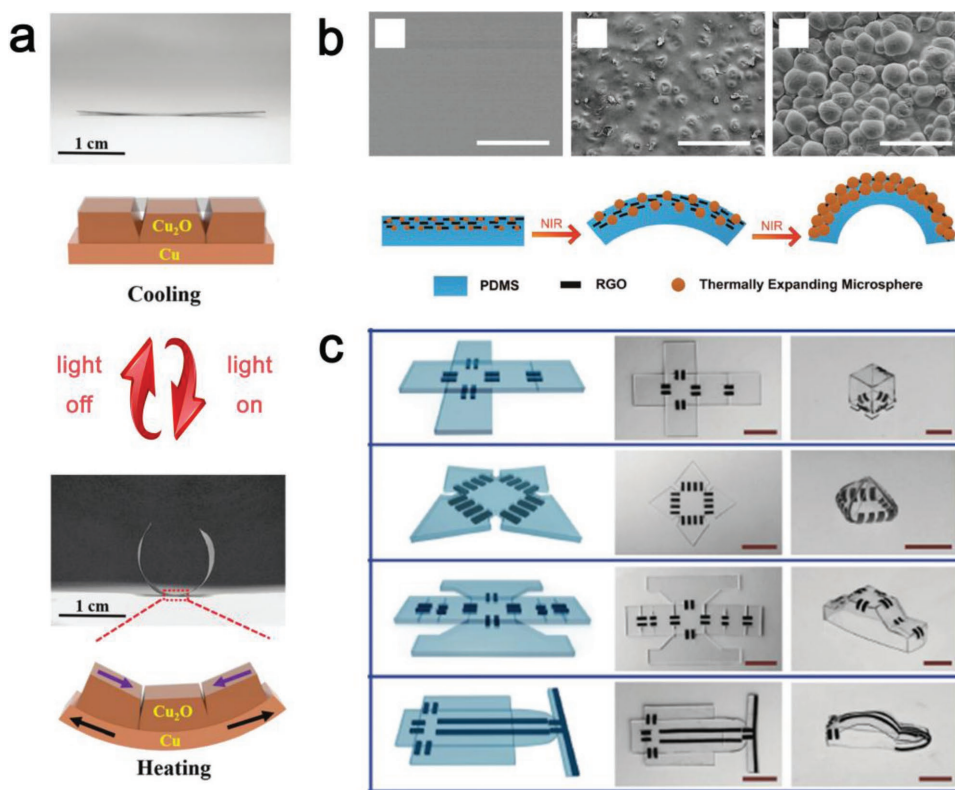 a
1 cm
Cu₂O
Cu
Cooling
light off
light on
1 cm
Cu₂O
Cu
Heating
b
NIR
NIR
PDMS
RGO
Thermally Expanding Microsphere
c